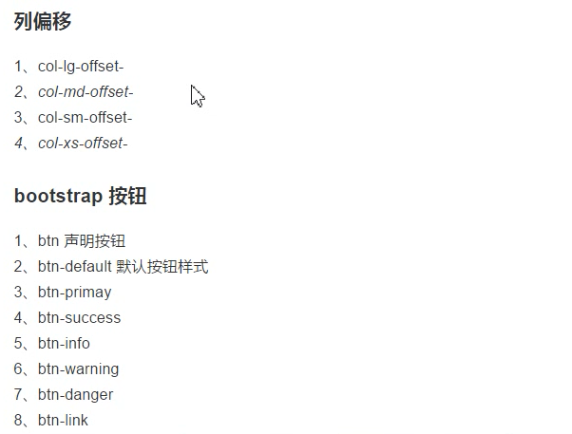 列偏移
1、col-lg-offset-
2、col-md-offset-
3、col-sm-offset-
4、col-xs-offset-
bootstrap 按钮
1、btn 声明按钮
2、btn-default 默认按钮样式
3、btn-primay
4、btn-success
5、btn-info
6、btn-warning
7、btn-danger
8、btn-link